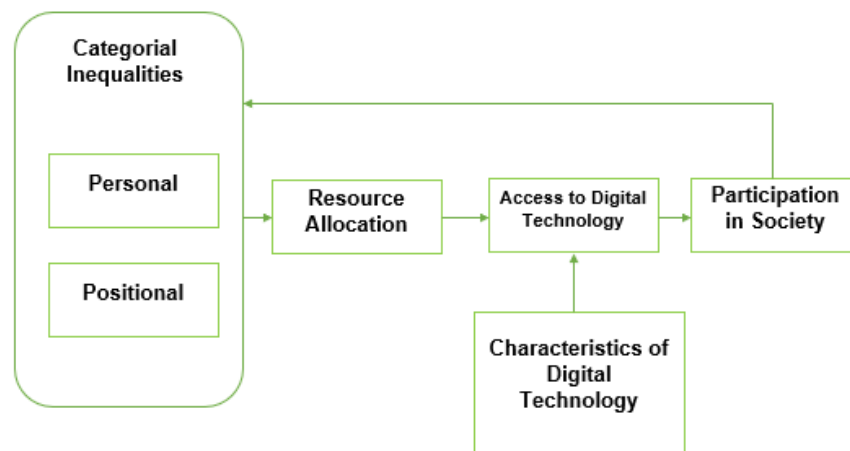 Categorial
Inequalities
Personal
Positional
Resource
Allocation
Access to Digital
Technology
Participation
in Society
Characteristics of
Digital
Technology